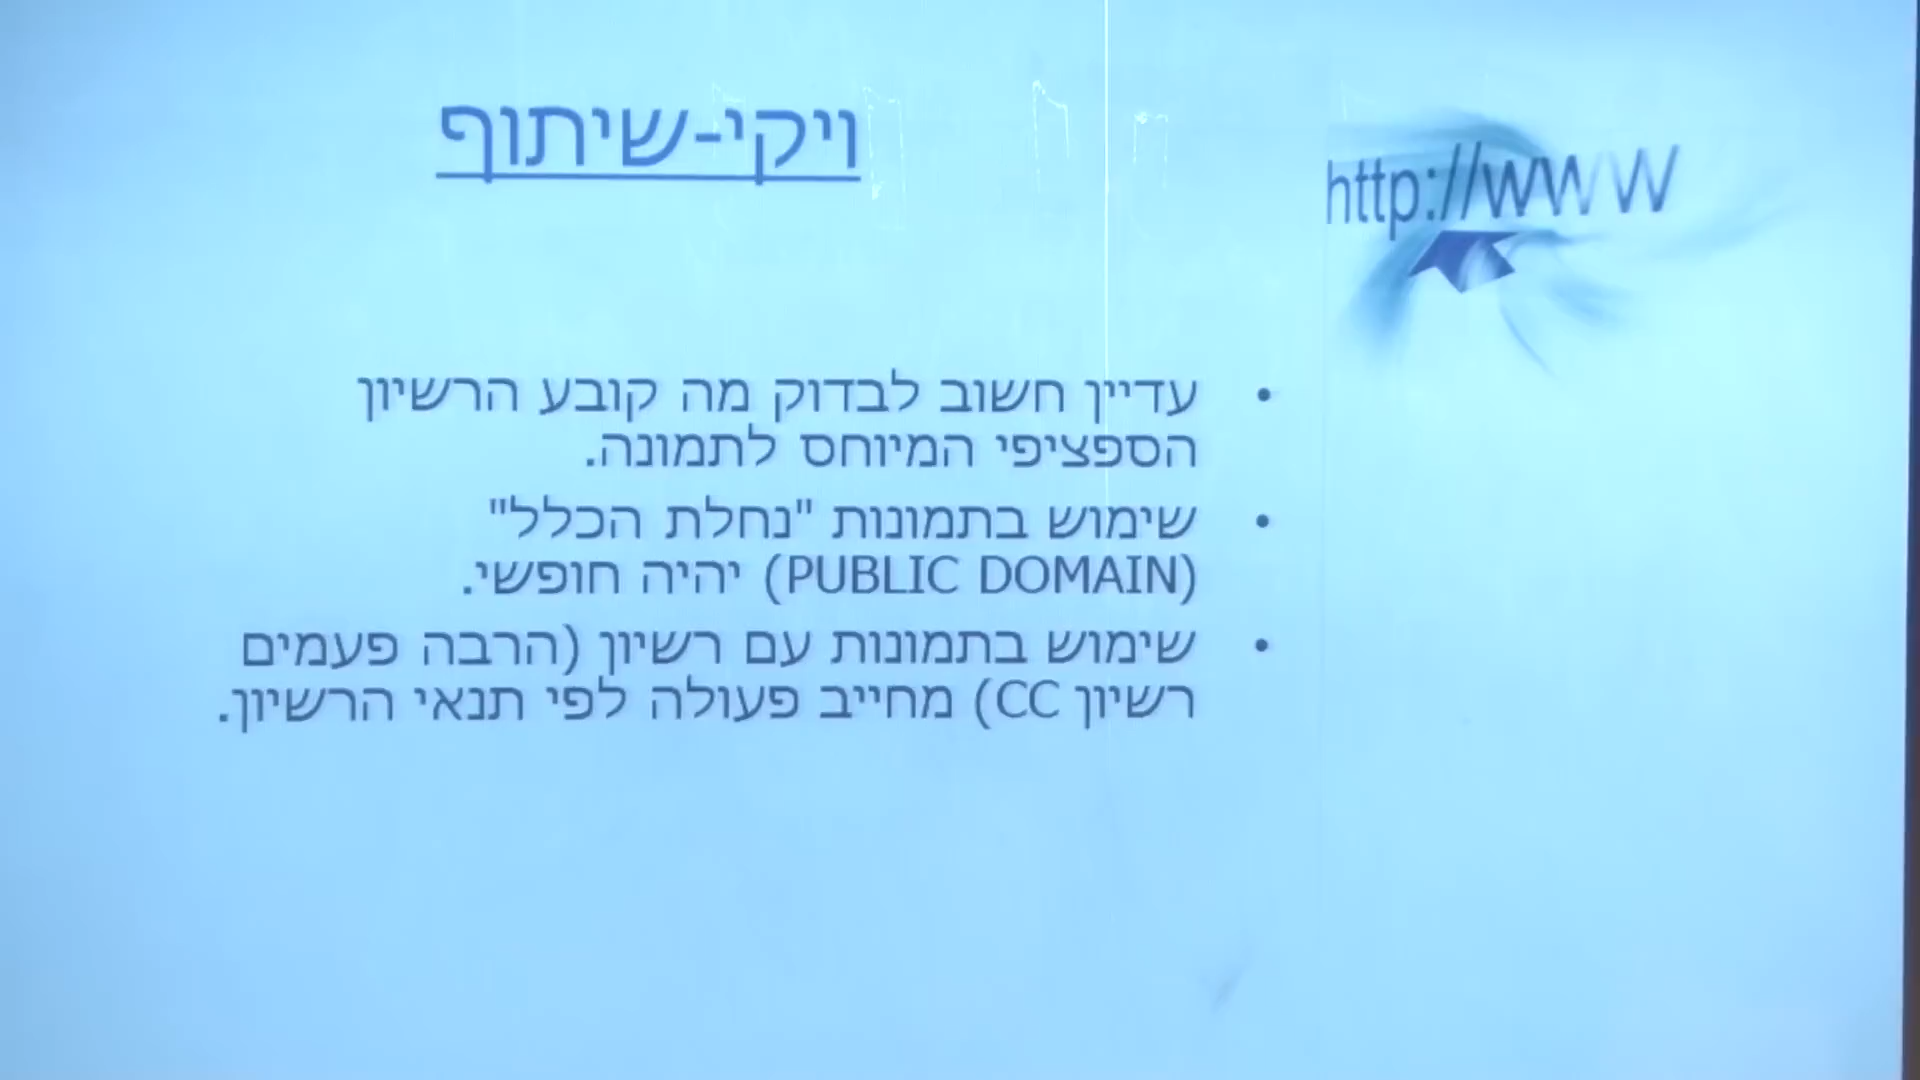 ויקי-שיתוף
http://www
• עדיין חשוב לבדוק מה קובע הרשיון
הספציפי המיוחס לתמונה.
• שימוש בתמונות "נחלת הכלל"
(PUBLIC DOMAIN) יהיה חופשי.
• שימוש בתמונות עם רשיון (הרבה פעמים
רשיון CC) מחייב פעולה לפי תנאי הרשיון.